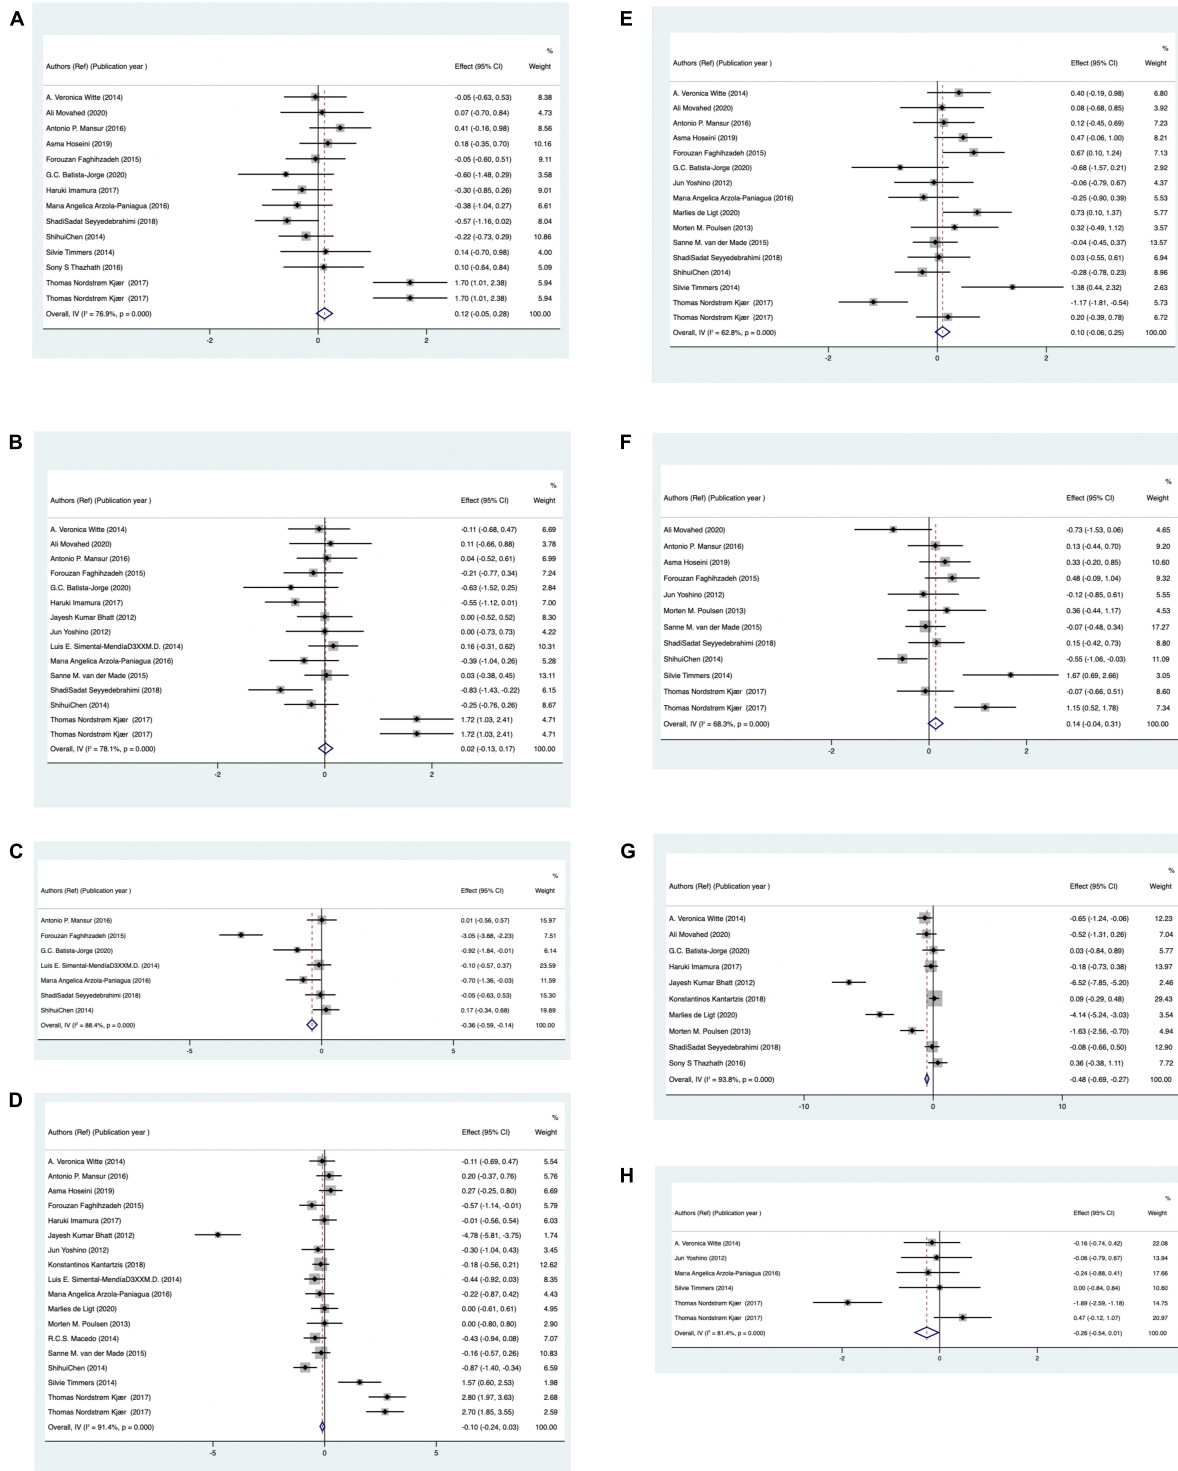 A
%
Authors (Ref) (Publication year ) Effect (95% CI) Weight
A. Veronica Witte (2014) -0.05 (-0.63, 0.53) 8.38
Ali Movahed (2020) 0.07 (-0.70, 0.84) 4.73
Antonio P. Mansur (2016) 0.41 (-0.16, 0.98) 8.56
Asma Hoseini (2019) 0.18 (-0.35, 0.70) 10.16
Forouzan Faghihzadeh (2015) -0.05 (-0.60, 0.51) 9.11
G.C. Batista-Jorge (2020) -0.60 (-1.48, 0.29) 3.58
Haruki Imamura (2017) -0.30 (-0.85, 0.26) 9.01
Marıa Angelica Arzola-Paniagua (2016) -0.38 (-1.04, 0.27) 6.61
ShadiSadat Seyyedebrahimi (2018) -0.57 (-1.16, 0.02) 8.04
ShihuiChen (2014) -0.22 (-0.73, 0.29) 10.86
Silvie Timmers (2014) 0.14 (-0.70, 0.98) 4.00
Sony S Thazhath (2016) 0.10 (-0.64, 0.84) 5.09
Thomas Nordstrøm Kjær (2017) 1.70 (1.01, 2.38) 5.94
Thomas Nordstrøm Kjær (2017) 1.70 (1.01, 2.38) 5.94
Overall, IV (I² = 76.9%, p = 0.000) 0.12 (-0.05, 0.28) 100.00
-2 0 2
B
%
Authors (Ref) (Publication year ) Effect (95% CI) Weight
A. Veronica Witte (2014) -0.11 (-0.68, 0.47) 6.69
Ali Movahed (2020) 0.11 (-0.66, 0.88) 3.78
Antonio P. Mansur (2016) 0.04 (-0.52, 0.61) 6.99
Forouzan Faghihzadeh (2015) -0.21 (-0.77, 0.34) 7.24
G.C. Batista-Jorge (2020) -0.63 (-1.52, 0.25) 2.84
Haruki Imamura (2017) -0.55 (-1.12, 0.01) 7.00
Jayesh Kumar Bhatt (2012) 0.00 (-0.52, 0.52) 8.30
Jun Yoshino (2012) 0.00 (-0.73, 0.73) 4.22
Luis E. Simental-MendíaD3XXM.D. (2014) 0.16 (-0.31, 0.62) 10.31
Marıa Angelica Arzola-Paniagua (2016) -0.39 (-1.04, 0.26) 5.28
Sanne M. van der Made (2015) 0.03 (-0.38, 0.45) 13.11
ShadiSadat Seyyedebrahimi (2018) -0.83 (-1.43, -0.22) 6.15
ShihuiChen (2014) -0.25 (-0.76, 0.26) 8.67
Thomas Nordstrøm Kjær (2017) 1.72 (1.03, 2.41) 4.71
Thomas Nordstrøm Kjær (2017) 1.72 (1.03, 2.41) 4.71
Overall, IV (I² = 78.1%, p = 0.000) 0.02 (-0.13, 0.17) 100.00
-2 0 2
C
%
Authors (Ref) (Publication year ) Effect (95% CI) Weight
Antonio P. Mansur (2016) 0.01 (-0.56, 0.57) 15.97
Forouzan Faghihzadeh (2015) -3.05 (-3.88, -2.23) 7.51
G.C. Batista-Jorge (2020) -0.92 (-1.84, -0.01) 6.14
Luis E. Simental-MendíaD3XXM.D. (2014) -0.10 (-0.57, 0.37) 23.59
Marıa Angelica Arzola-Paniagua (2016) -0.70 (-1.36, -0.03) 11.59
ShadiSadat Seyyedebrahimi (2018) -0.05 (-0.63, 0.53) 15.30
ShihuiChen (2014) 0.17 (-0.34, 0.68) 19.89
Overall, IV (I² = 88.4%, p = 0.000) -0.36 (-0.59, -0.14) 100.00
-5 0 5
D
%
Authors (Ref) (Publication year ) Effect (95% CI) Weight
A. Veronica Witte (2014) -0.11 (-0.69, 0.47) 5.54
Antonio P. Mansur (2016) 0.20 (-0.37, 0.76) 5.76
Asma Hoseini (2019) 0.27 (-0.25, 0.80) 6.69
Forouzan Faghihzadeh (2015) -0.57 (-1.14, -0.01) 5.79
Haruki Imamura (2017) -0.01 (-0.56, 0.54) 6.03
Jayesh Kumar Bhatt (2012) -4.78 (-5.81, -3.75) 1.74
Jun Yoshino (2012) -0.30 (-1.04, 0.43) 3.45
Konstantinos Kantartzis (2018) -0.18 (-0.56, 0.21) 12.62
Luis E. Simental-MendíaD3XXM.D. (2014) -0.44 (-0.92, 0.03) 8.35
Marıa Angelica Arzola-Paniagua (2016) -0.22 (-0.87, 0.42) 4.43
Marlies de Ligt (2020) 0.00 (-0.61, 0.61) 4.95
Morten M. Poulsen (2013) 0.00 (-0.80, 0.80) 2.90
R.C.S. Macedo (2014) -0.43 (-0.94, 0.08) 7.07
Sanne M. van der Made (2015) -0.16 (-0.57, 0.26) 10.83
ShihuiChen (2014) -0.87 (-1.40, -0.34) 6.59
Silvie Timmers (2014) 1.57 (0.60, 2.53) 1.98
Thomas Nordstrøm Kjær (2017) 2.80 (1.97, 3.63) 2.68
Thomas Nordstrøm Kjær (2017) 2.70 (1.85, 3.55) 2.59
Overall, IV (I² = 91.4%, p = 0.000) -0.10 (-0.24, 0.03) 100.00
-5 0 5
E
%
Authors (Ref) (Publication year ) Effect (95% CI) Weight
A. Veronica Witte (2014) 0.40 (-0.19, 0.98) 6.80
Ali Movahed (2020) 0.08 (-0.68, 0.85) 3.92
Antonio P. Mansur (2016) 0.12 (-0.45, 0.69) 7.23
Asma Hoseini (2019) 0.47 (-0.06, 1.00) 8.21
Forouzan Faghihzadeh (2015) 0.67 (0.10, 1.24) 7.13
G.C. Batista-Jorge (2020) -0.68 (-1.57, 0.21) 2.92
Jun Yoshino (2012) -0.06 (-0.79, 0.67) 4.37
Marıa Angelica Arzola-Paniagua (2016) -0.25 (-0.90, 0.39) 5.53
Marlies de Ligt (2020) 0.73 (0.10, 1.37) 5.77
Morten M. Poulsen (2013) 0.32 (-0.49, 1.12) 3.57
Sanne M. van der Made (2015) -0.04 (-0.45, 0.37) 13.57
ShadiSadat Seyyedebrahimi (2018) 0.03 (-0.55, 0.61) 6.94
ShihuiChen (2014) -0.28 (-0.78, 0.23) 8.96
Silvie Timmers (2014) 1.38 (0.44, 2.32) 2.63
Thomas Nordstrøm Kjær (2017) -1.17 (-1.81, -0.54) 5.73
Thomas Nordstrøm Kjær (2017) 0.20 (-0.39, 0.78) 6.72
Overall, IV (I² = 62.8%, p = 0.000) 0.10 (-0.06, 0.25) 100.00
-2 0 2
F
%
Authors (Ref) (Publication year ) Effect (95% CI) Weight
Ali Movahed (2020) -0.73 (-1.53, 0.06) 4.65
Antonio P. Mansur (2016) 0.13 (-0.44, 0.70) 9.20
Asma Hoseini (2019) 0.33 (-0.20, 0.85) 10.60
Forouzan Faghihzadeh (2015) 0.48 (-0.09, 1.04) 9.32
Jun Yoshino (2012) -0.12 (-0.85, 0.61) 5.55
Morten M. Poulsen (2013) 0.36 (-0.44, 1.17) 4.53
Sanne M. van der Made (2015) -0.07 (-0.48, 0.34) 17.27
ShadiSadat Seyyedebrahimi (2018) 0.15 (-0.42, 0.73) 8.80
ShihuiChen (2014) -0.55 (-1.06, -0.03) 11.09
Silvie Timmers (2014) 1.67 (0.69, 2.66) 3.05
Thomas Nordstrøm Kjær (2017) -0.07 (-0.66, 0.51) 8.60
Thomas Nordstrøm Kjær (2017) 1.15 (0.52, 1.78) 7.34
Overall, IV (I² = 68.3%, p = 0.000) 0.14 (-0.04, 0.31) 100.00
-2 0 2
G
%
Authors (Ref) (Publication year ) Effect (95% CI) Weight
A. Veronica Witte (2014) -0.65 (-1.24, -0.06) 12.23
Ali Movahed (2020) -0.52 (-1.31, 0.26) 7.04
G.C. Batista-Jorge (2020) 0.03 (-0.84, 0.89) 5.77
Haruki Imamura (2017) -0.18 (-0.73, 0.38) 13.97
Jayesh Kumar Bhatt (2012) -6.52 (-7.85, -5.20) 2.46
Konstantinos Kantartzis (2018) 0.09 (-0.29, 0.48) 29.43
Marlies de Ligt (2020) -4.14 (-5.24, -3.03) 3.54
Morten M. Poulsen (2013) -1.63 (-2.56, -0.70) 4.94
ShadiSadat Seyyedebrahimi (2018) -0.08 (-0.66, 0.50) 12.90
Sony S Thazhath (2016) 0.36 (-0.38, 1.11) 7.72
Overall, IV (I² = 93.8%, p = 0.000) -0.48 (-0.69, -0.27) 100.00
-10 0 10
H
%
Authors (Ref) (Publication year ) Effect (95% CI) Weight
A. Veronica Witte (2014) -0.16 (-0.74, 0.42) 22.08
Jun Yoshino (2012) -0.06 (-0.79, 0.67) 13.94
Marıa Angelica Arzola-Paniagua (2016) -0.24 (-0.88, 0.41) 17.66
Silvie Timmers (2014) 0.00 (-0.84, 0.84) 10.60
Thomas Nordstrøm Kjær (2017) -1.89 (-2.59, -1.18) 14.75
Thomas Nordstrøm Kjær (2017) 0.47 (-0.12, 1.07) 20.97
Overall, IV (I² = 81.4%, p = 0.000) -0.26 (-0.54, 0.01) 100.00
-2 0 2